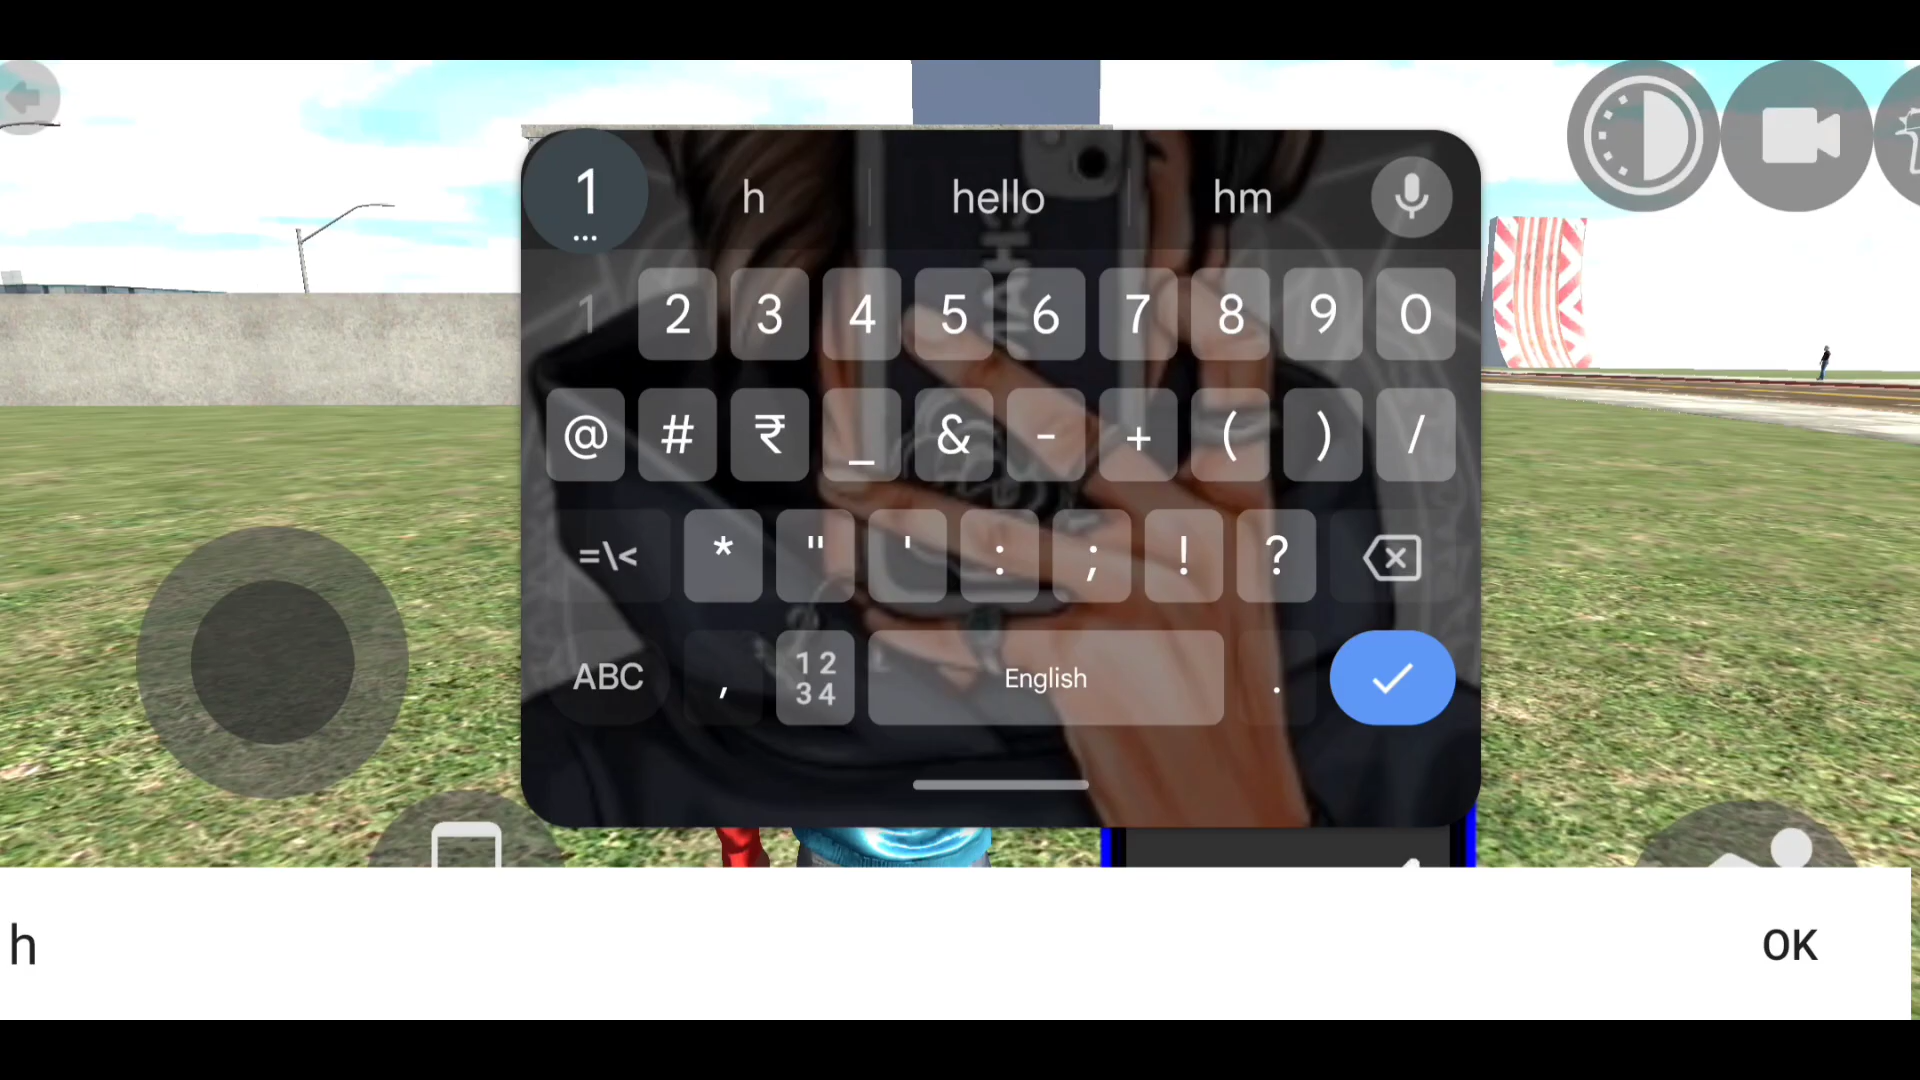 1
...
h hello hm
1 2 3 4 5 6 7 8 9 0
@ # ₹ _ & - + ( ) /
=\< * " ' : ; ! ?
ABC , 12 34 English .
h OK